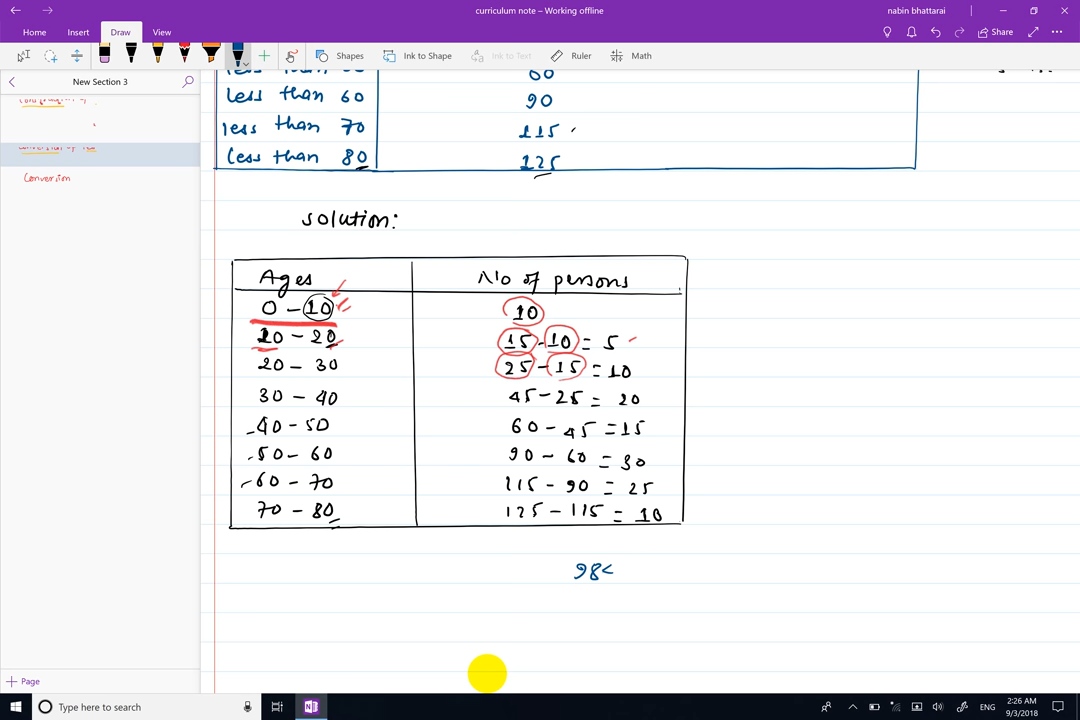 curriculum note – Working offline
nabin bhattarai
Home Insert Draw View
Share
Shapes Ink to Shape Ink to Text Ruler Math
New Section 3
60
less than 60 90
less than 70 115
Less than 80 125
Conversion
solution:
Ages No of persons
0 – 10 10
10 – 20 15 - 10 = 5
20 – 30 25 - 15 = 10
30 – 40 45 - 25 = 20
40 – 50 60 - 45 = 15
50 – 60 90 - 60 = 30
60 – 70 115 - 90 = 25
70 – 80 125 - 115 = 10
98
Page
Type here to search
ENG
2:26 AM
9/3/2018